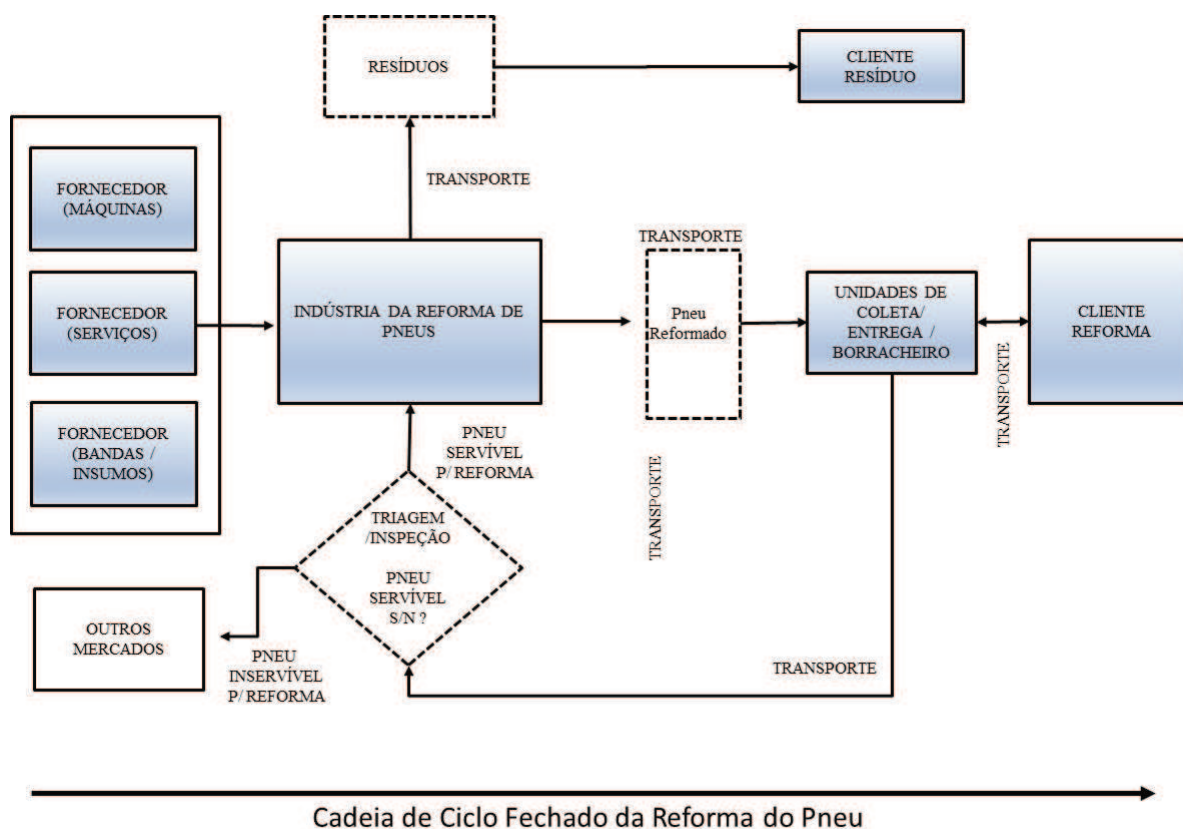 RESÍDUOS
CLIENTE
RESÍDUO
TRANSPORTE
FORNECEDOR
(MÁQUINAS)
FORNECEDOR
(SERVIÇOS)
FORNECEDOR
(BANDAS /
INSUMOS)
INDÚSTRIA DA REFORMA DE
PNEUS
TRANSPORTE
Pneu
Reformado
TRANSPORTE
UNIDADES DE
COLETA/
ENTREGA /
BORRACHEIRO
TRANSPORTE
CLIENTE
REFORMA
PNEU
SERVÍVEL
P/ REFORMA
TRIAGEM
/INSPEÇÃO
PNEU
SERVÍVEL
S/N ?
OUTROS
MERCADOS
PNEU
INSERVÍVEL
P/ REFORMA
TRANSPORTE
Cadeia de Ciclo Fechado da Reforma do Pneu